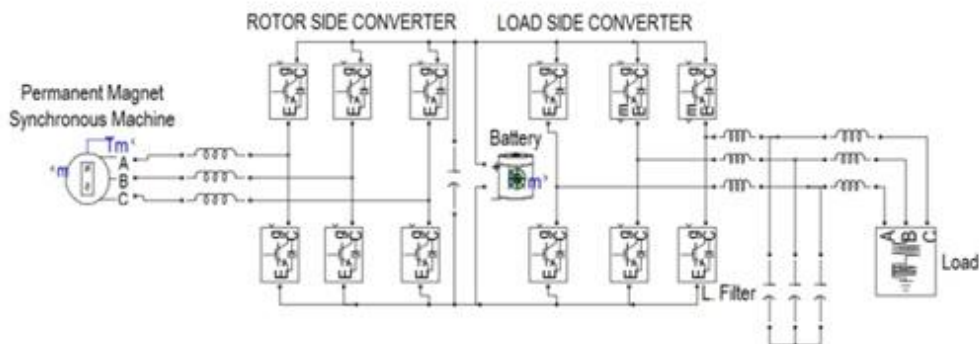 ROTOR SIDE CONVERTER
LOAD SIDE CONVERTER
Permanent Magnet
Synchronous Machine
Tm
m
A
B
C
Battery
m
g C
E
g C
E
g C
E
g C
E
g C
m E
g C
m E
g C
E
g C
E
g C
E
g C
E
g C
E
g C
E
L. Filter
A
B
C
Load